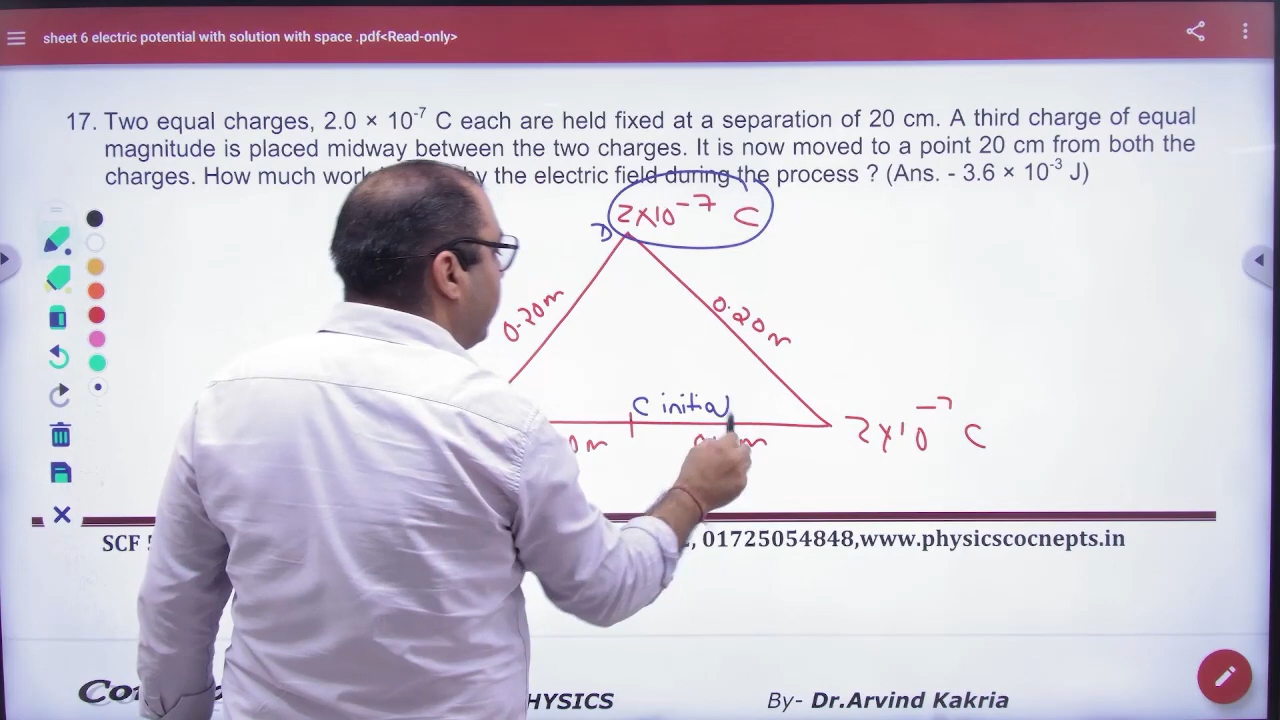 sheet 6 electric potential with solution with space .pdf<Read-only>
17. Two equal charges, 2.0 × 10⁻⁷ C each are held fixed at a separation of 20 cm. A third charge of equal
magnitude is placed midway between the two charges. It is now moved to a point 20 cm from both the
charges. How much work by the electric field during the process ? (Ans. - 3.6 × 10⁻³ J)
2×10⁻⁷ C
D
0.20m
0.20m
C initial
2×10⁻⁷ C
m
m
SCF 01725054848,www.physicscocnepts.in
HYSICS By- Dr.Arvind Kakria